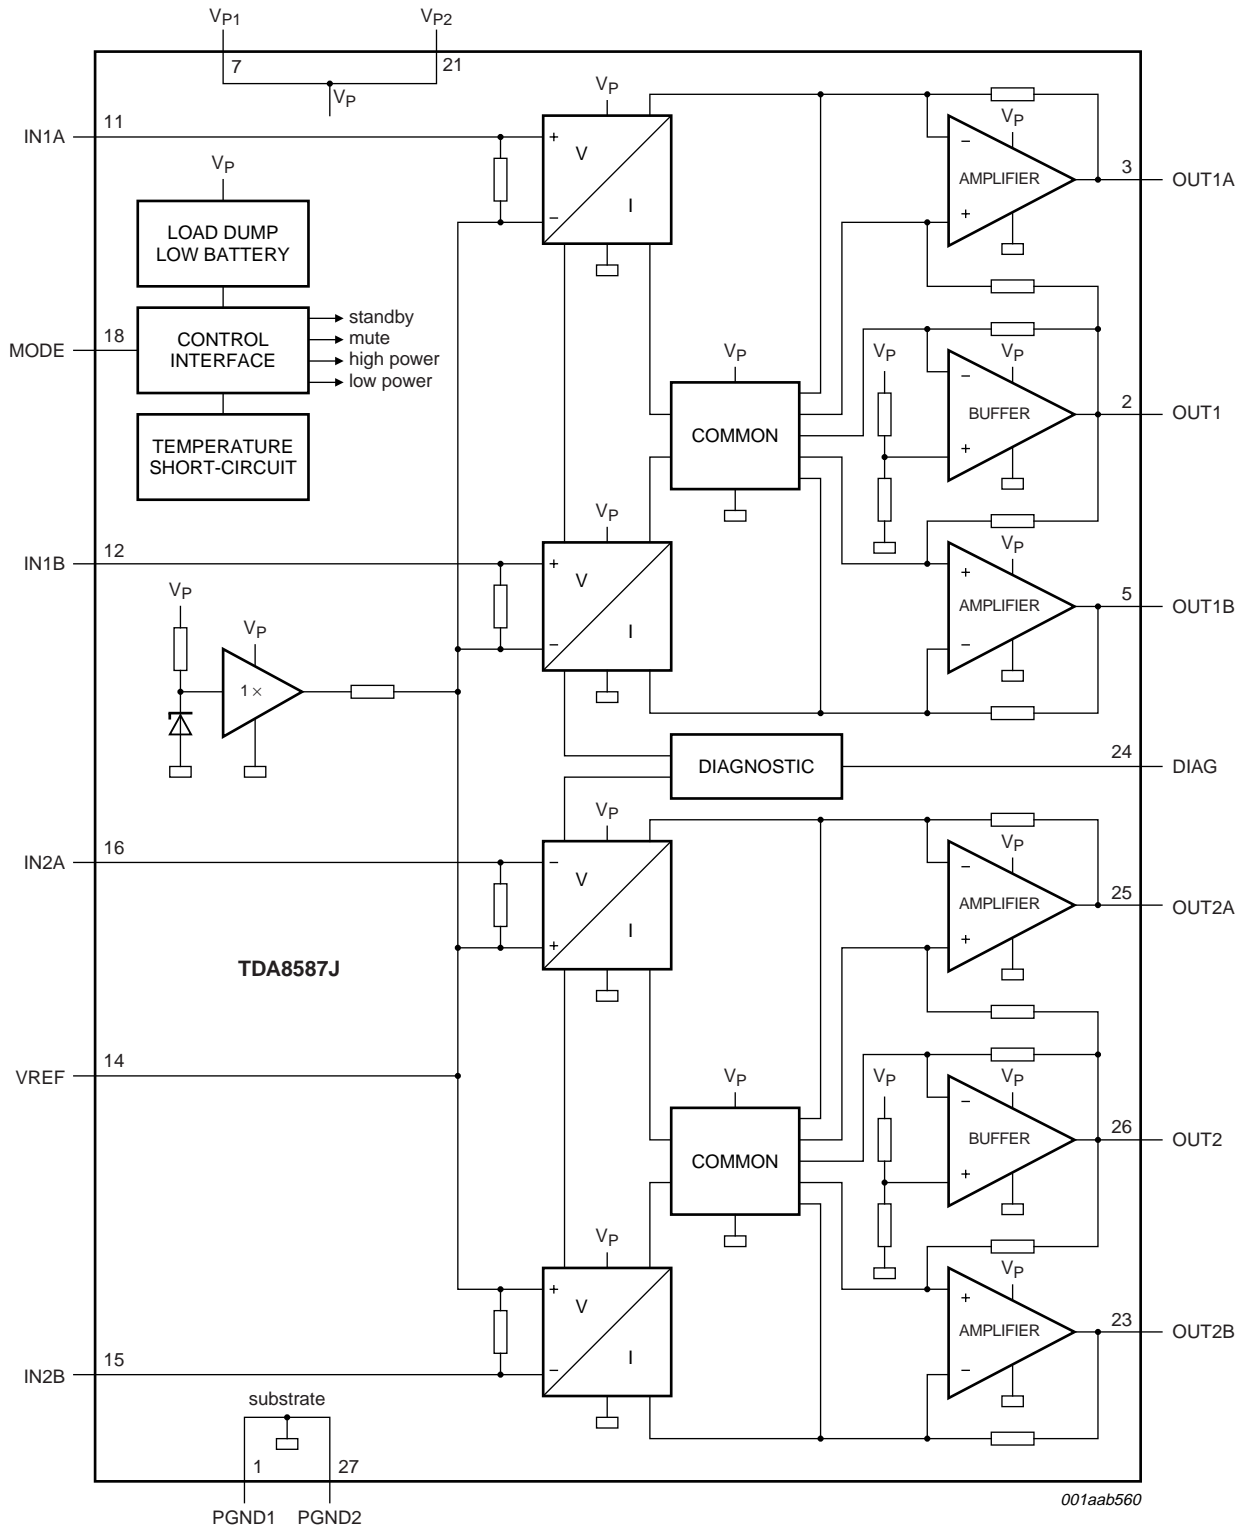 VP1
VP2
7
21
VP
VP
VP
11
IN1A
+
V
−
AMPLIFIER
3
OUT1A
VP
I
+
−
LOAD DUMP
LOW BATTERY
MODE
18
CONTROL
INTERFACE
standby
mute
high power
low power
VP
VP
VP
−
BUFFER
2
OUT1
COMMON
+
TEMPERATURE
SHORT-CIRCUIT
VP
VP
12
IN1B
+
V
+
AMPLIFIER
5
OUT1B
VP
VP
I
−
−
1 ×
DIAGNOSTIC
24
DIAG
VP
VP
16
IN2A
−
V
−
AMPLIFIER
25
OUT2A
I
+
+
TDA8587J
14
VREF
VP
VP
VP
−
BUFFER
26
OUT2
COMMON
+
VP
VP
+
V
+
AMPLIFIER
23
OUT2B
I
−
−
15
IN2B
substrate
1
27
PGND1
PGND2
001aab560